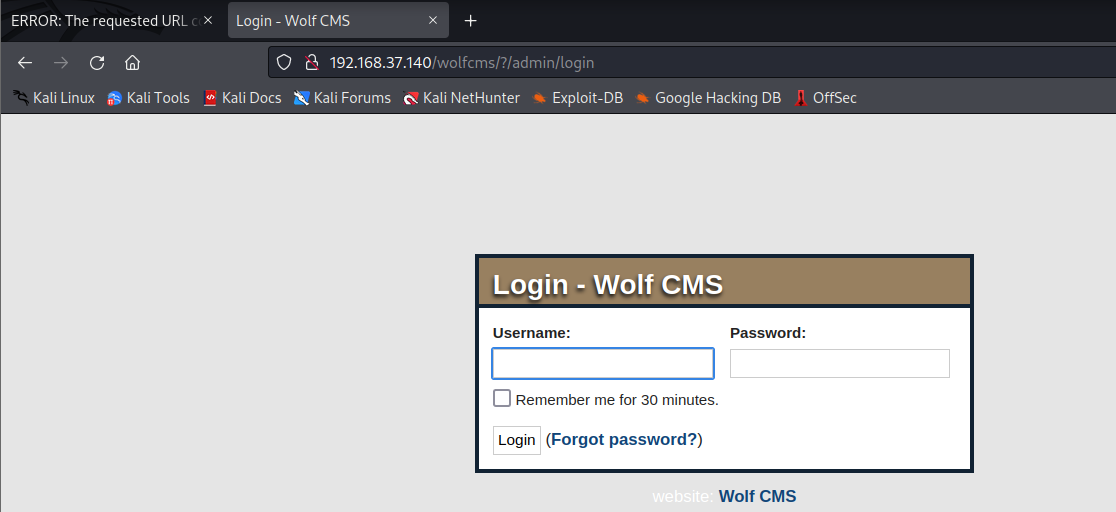 ERROR: The requested URL c
Login - Wolf CMS
192.168.37.140/wolfcms/?/admin/login
Kali Linux Kali Tools Kali Docs Kali Forums Kali NetHunter Exploit-DB Google Hacking DB OffSec
Login - Wolf CMS
Username: Password:
Remember me for 30 minutes.
Login (Forgot password?)
website: Wolf CMS